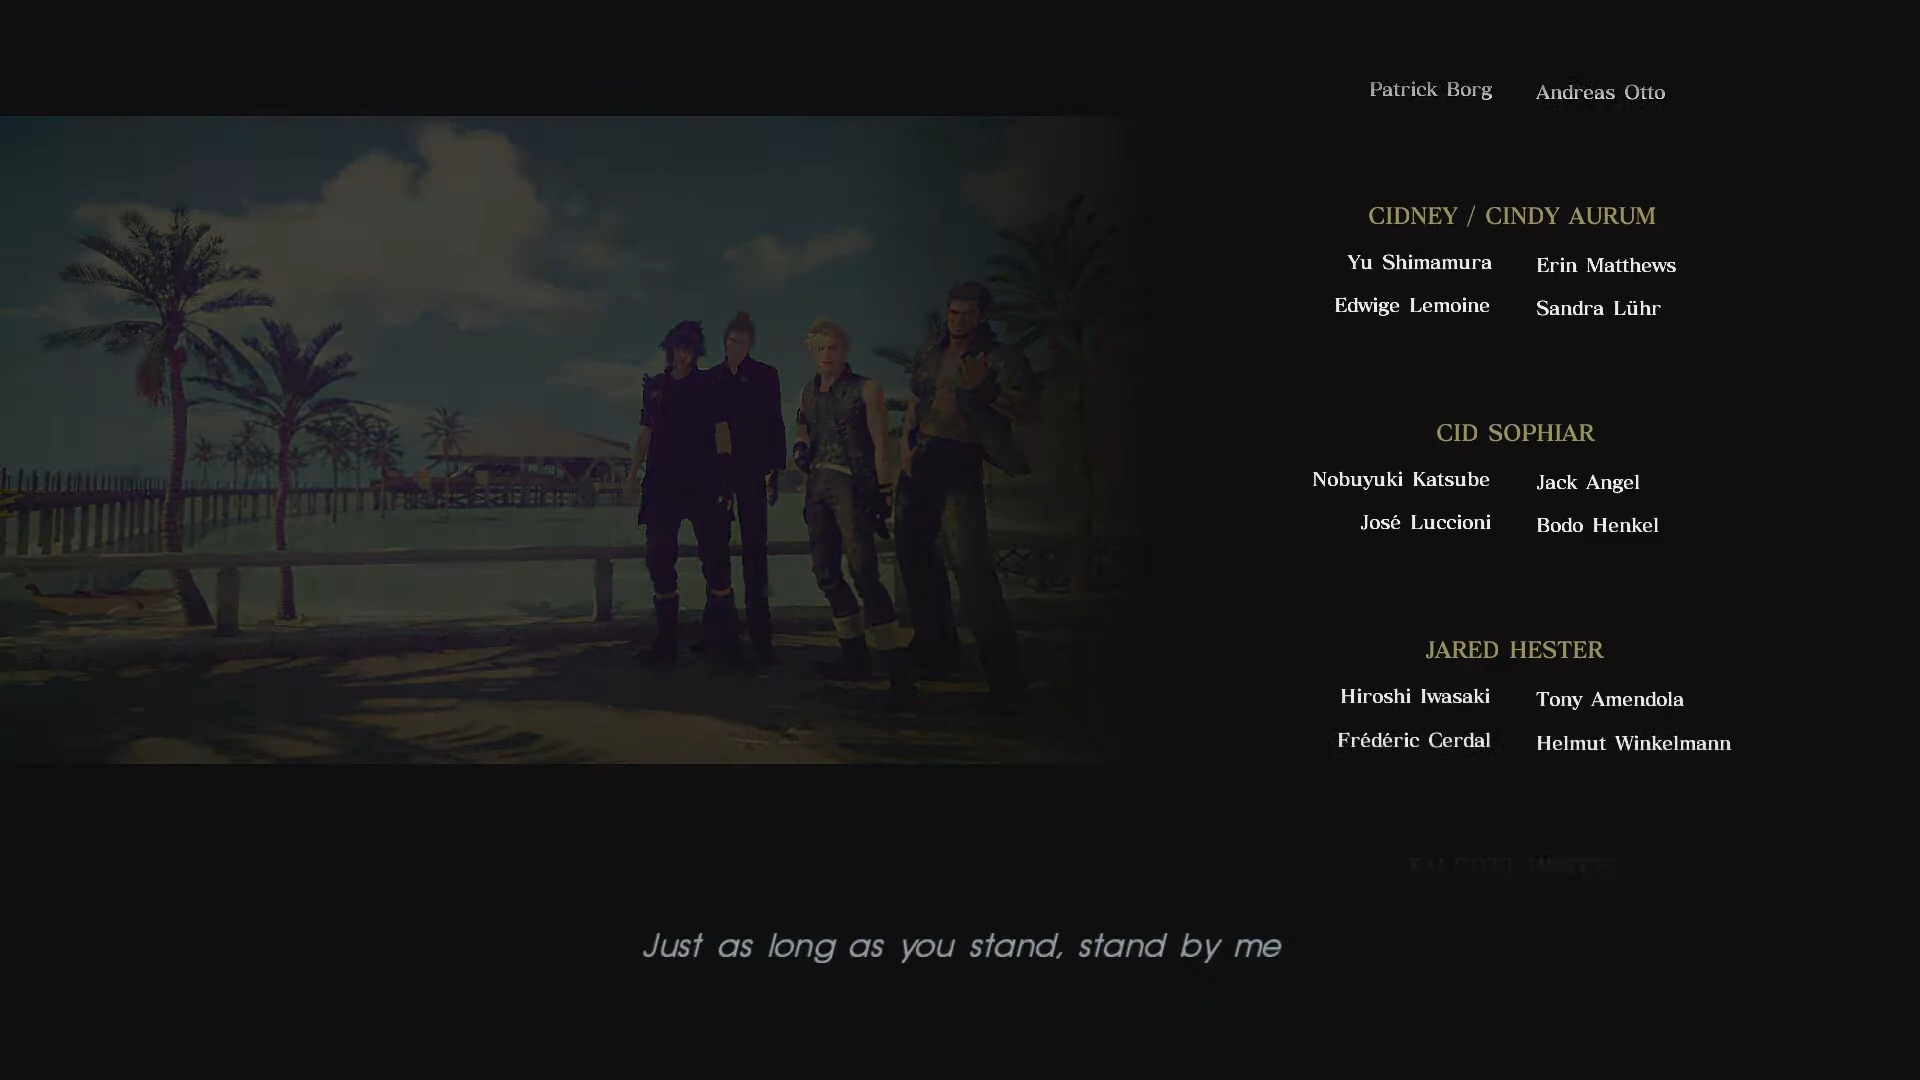 Patrick Borg Andreas Otto
CIDNEY / CINDY AURUM
Yu Shimamura Erin Matthews
Edwige Lemoine Sandra Lühr
CID SOPHIAR
Nobuyuki Katsube Jack Angel
José Luccioni Bodo Henkel
JARED HESTER
Hiroshi Iwasaki Tony Amendola
Frédéric Cerdal Helmut Winkelmann
Just as long as you stand, stand by me